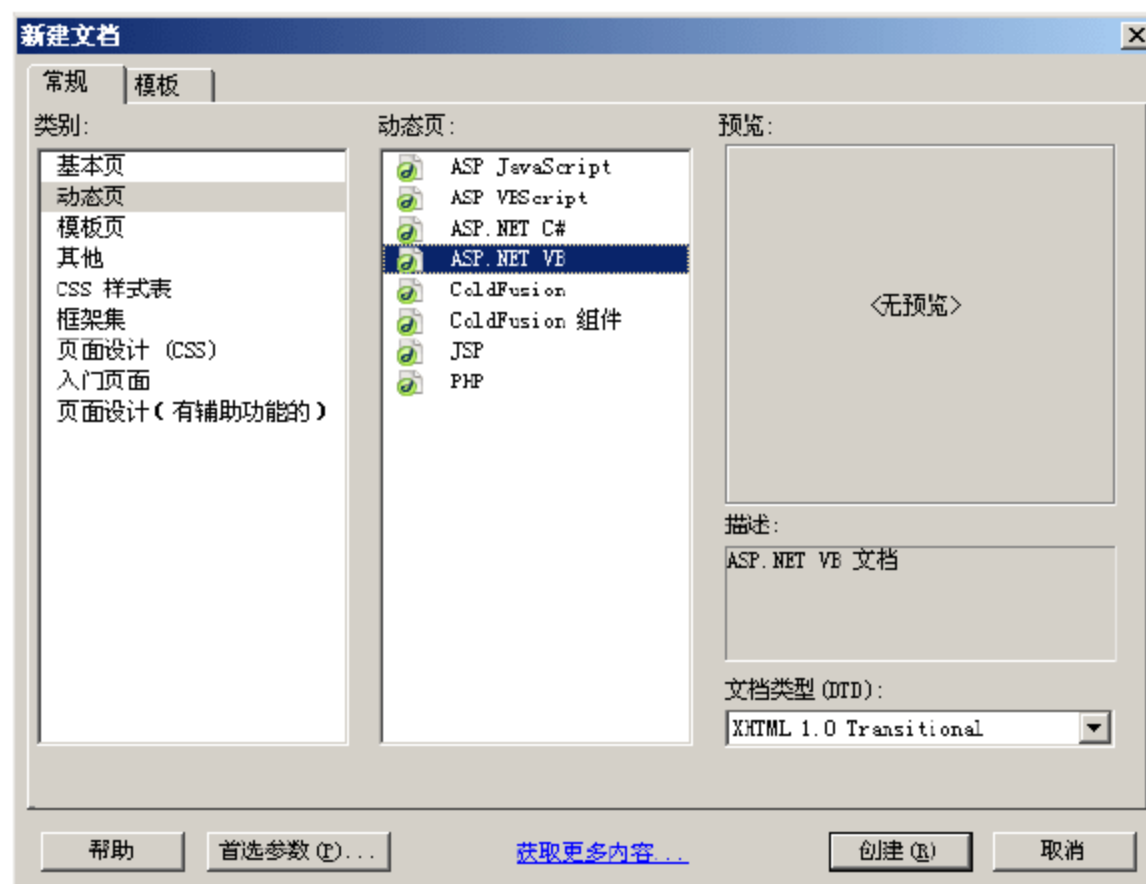 新建文档
常规
模板
类别:
基本页
动态页
模板页
其他
CSS 样式表
框架集
页面设计 (CSS)
入门页面
页面设计(有辅助功能的)
动态页:
ASP JavaScript
ASP VBScript
ASP.NET C#
ASP.NET VB
ColdFusion
ColdFusion 组件
JSP
PHP
预览:
<无预览>
描述:
ASP.NET VB 文档
文档类型(DTD):
XHTML 1.0 Transitional
帮助
首选参数(P)...
获取更多内容...
创建(R)
取消